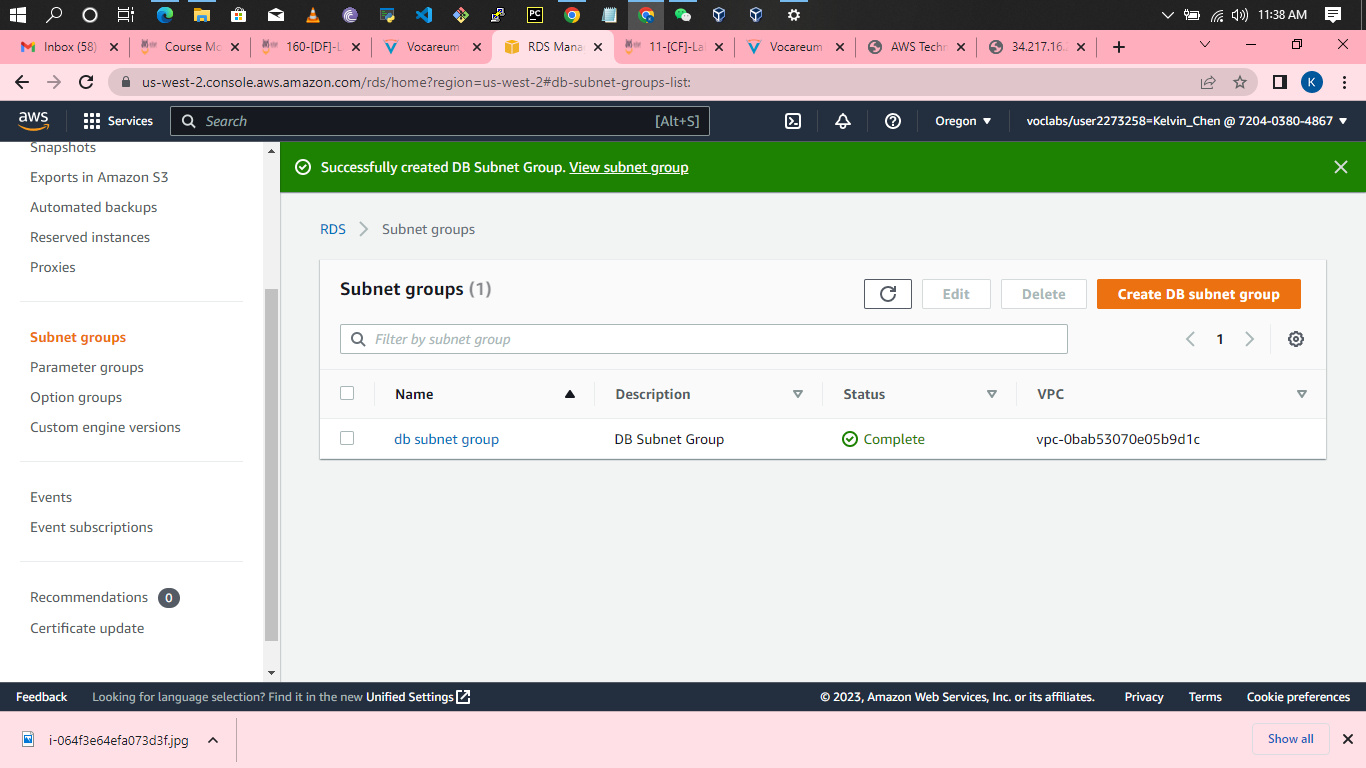 11:38 AM
Inbox (58)
Course Mo
160-[DF]-L
Vocareum
RDS Mana
11-[CF]-La
Vocareum
AWS Techn
34.217.16.
us-west-2.console.aws.amazon.com/rds/home?region=us-west-2#db-subnet-groups-list:
K
aws
Services
Search
[Alt+S]
Oregon
voclabs/user2273258=Kelvin_Chen @ 7204-0380-4867
Snapshots
Exports in Amazon S3
Automated backups
Reserved instances
Proxies
Subnet groups
Parameter groups
Option groups
Custom engine versions
Events
Event subscriptions
Recommendations 0
Certificate update
Successfully created DB Subnet Group. View subnet group
RDS > Subnet groups
Subnet groups (1)
Edit
Delete
Create DB subnet group
Filter by subnet group
1
Name Description Status VPC
db subnet group DB Subnet Group Complete vpc-0bab53070e05b9d1c
Feedback Looking for language selection? Find it in the new Unified Settings
© 2023, Amazon Web Services, Inc. or its affiliates. Privacy Terms Cookie preferences
i-064f3e64efa073d3f.jpg
Show all